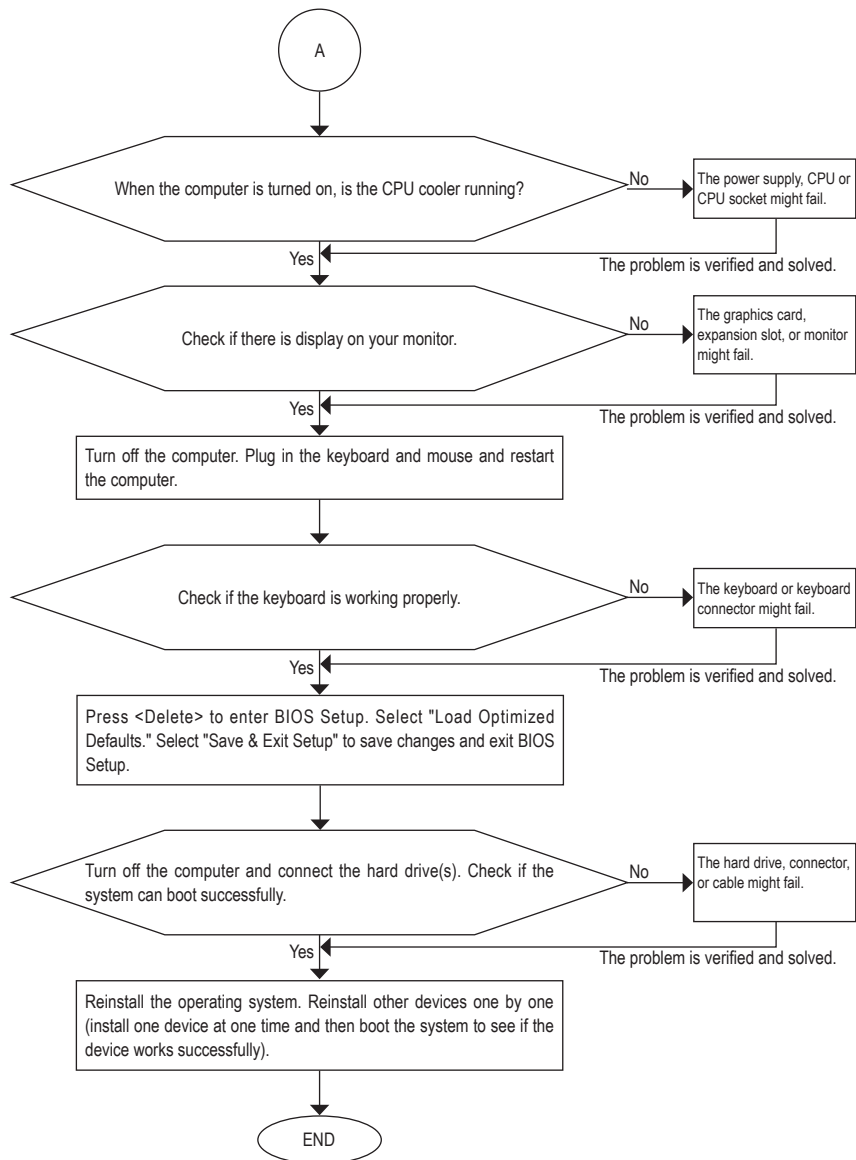 A
When the computer is turned on, is the CPU cooler running?
No
The power supply, CPU or
CPU socket might fail.
Yes
The problem is verified and solved.
Check if there is display on your monitor.
No
The graphics card,
expansion slot, or monitor
might fail.
Yes
The problem is verified and solved.
Turn off the computer. Plug in the keyboard and mouse and restart
the computer.
Check if the keyboard is working properly.
No
The keyboard or keyboard
connector might fail.
Yes
The problem is verified and solved.
Press <Delete> to enter BIOS Setup. Select "Load Optimized
Defaults." Select "Save & Exit Setup" to save changes and exit BIOS
Setup.
Turn off the computer and connect the hard drive(s). Check if the
system can boot successfully.
No
The hard drive, connector,
or cable might fail.
Yes
The problem is verified and solved.
Reinstall the operating system. Reinstall other devices one by one
(install one device at one time and then boot the system to see if the
device works successfully).
END